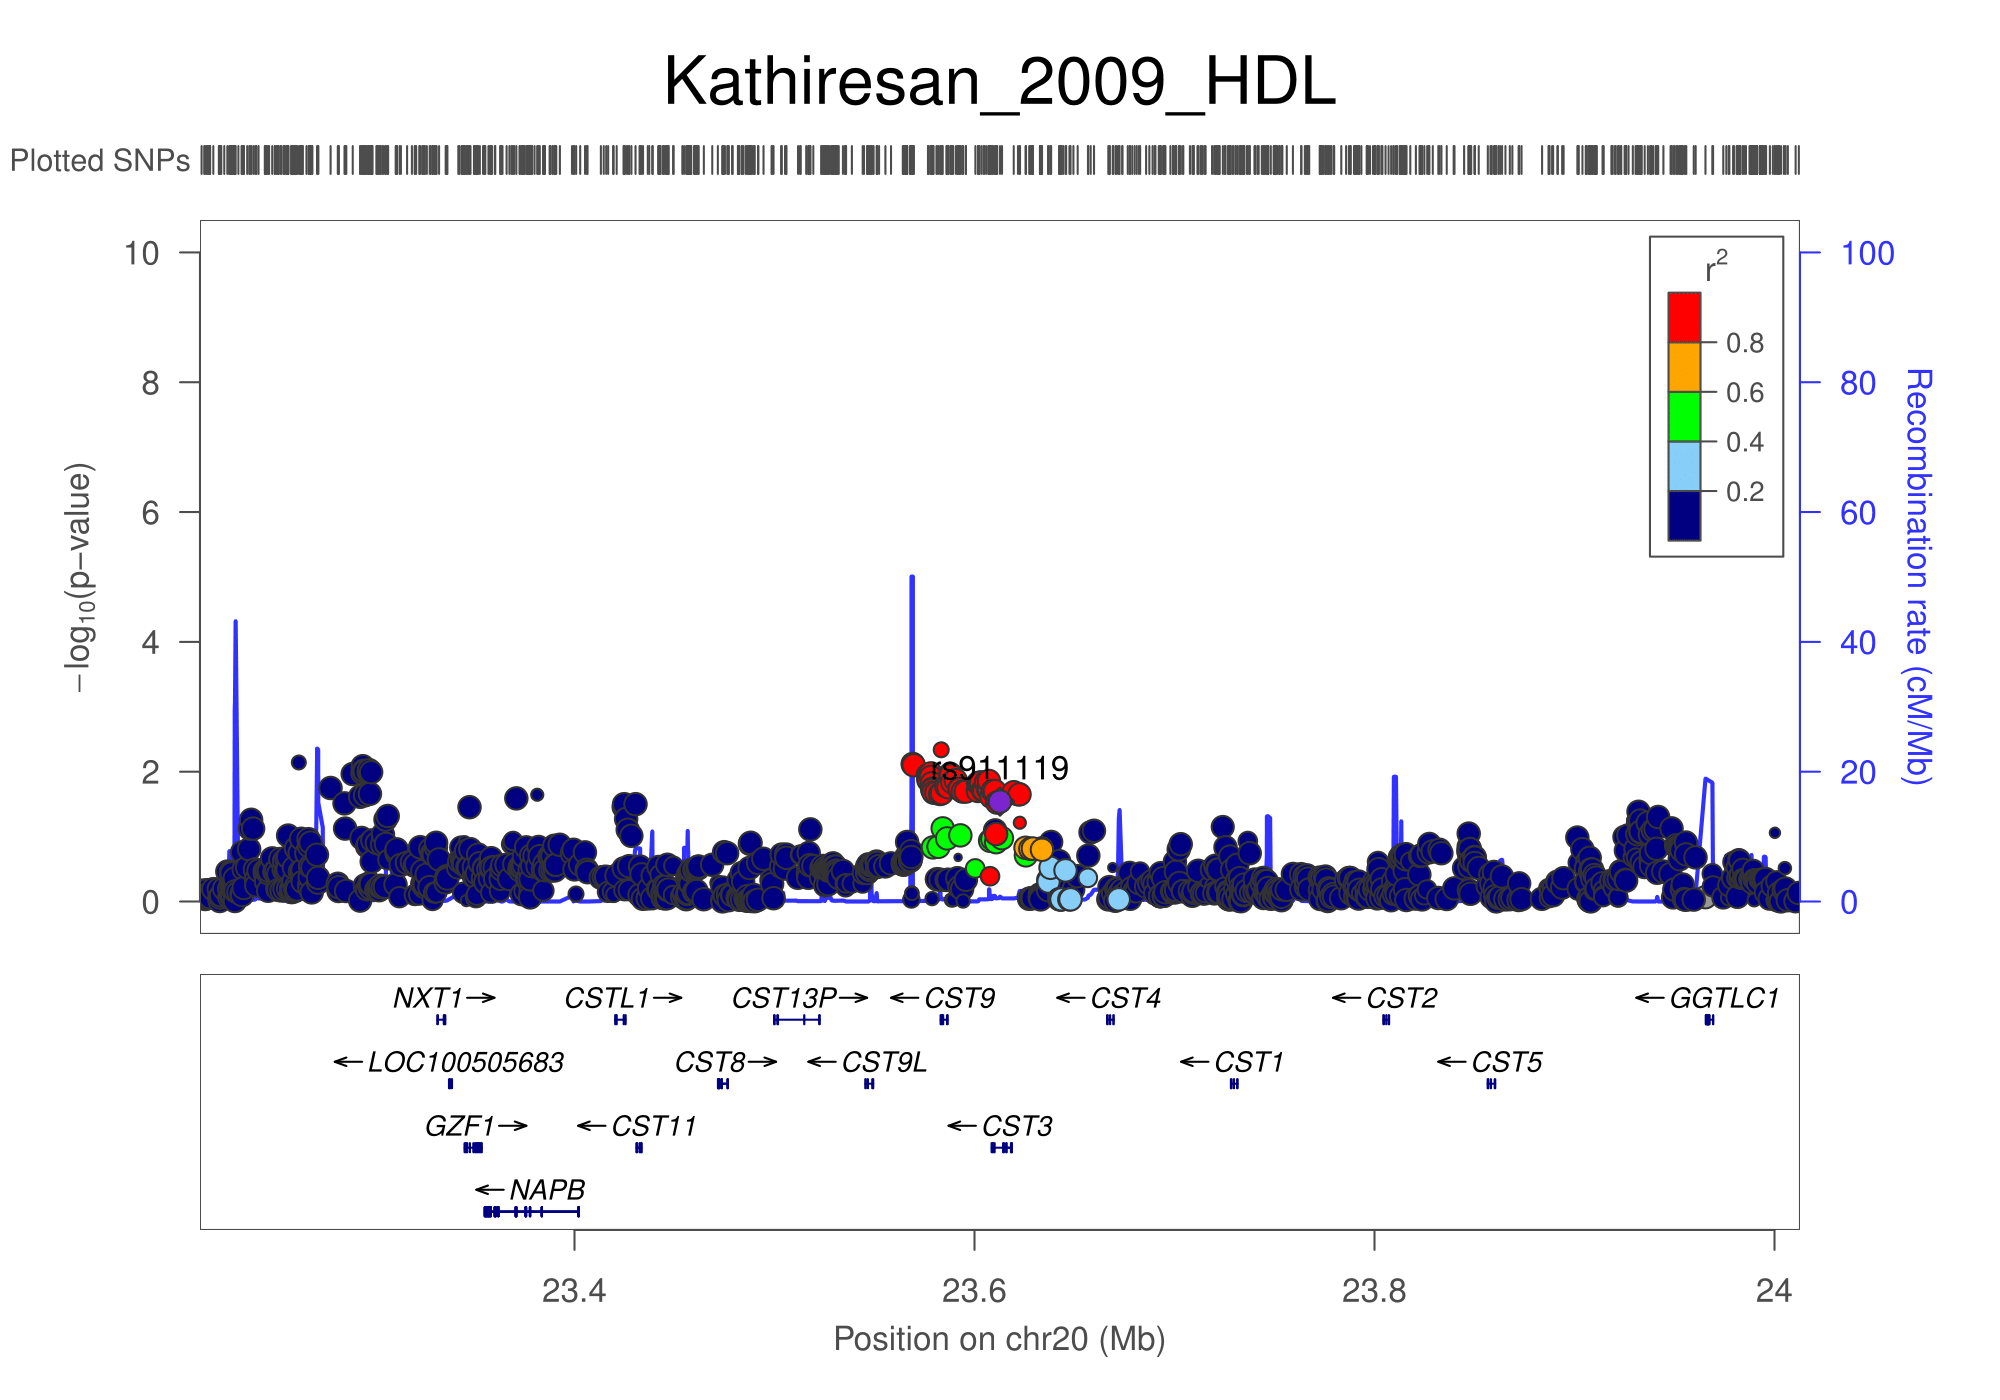 Kathiresan_2009_HDL
Plotted SNPs
10
8
6
4
2
0
−log10(p−value)
100
80
60
40
20
0
Recombination rate (cM/Mb)
r2
0.8
0.6
0.4
0.2
rs911119
NXT1→ CSTL1→ CST13P→ ←CST9 ←CST4 ←CST2 ←GGTLC1
←LOC100505683 CST8→ ←CST9L ←CST1 ←CST5
GZF1→ ←CST11 ←CST3
←NAPB
23.4 23.6 23.8 24
Position on chr20 (Mb)